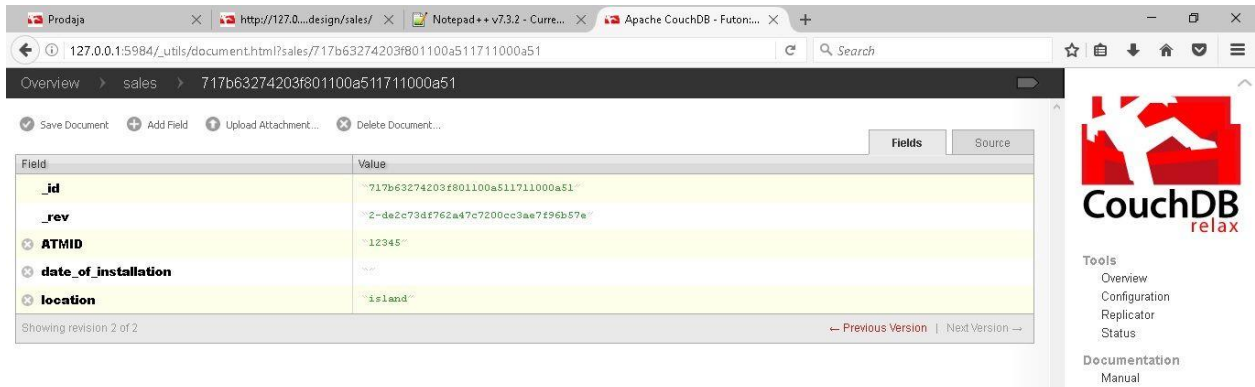 Prodaja
http://127.0....design/sales/
Notepad++ v7.3.2 - Curre...
Apache CouchDB - Futon:...
127.0.0.1:5984/_utils/document.html?sales/717b63274203f801100a511711000a51
Search
Overview > sales > 717b63274203f801100a511711000a51
Save Document Add Field Upload Attachment... Delete Document...
Fields Source
Field Value
_id "717b63274203f801100a511711000a51"
_rev "2-de2c73df762a47c7200cc3ae7f96b57e"
ATMID "12345"
date_of_installation ""
location "island"
Showing revision 2 of 2 ← Previous Version | Next Version →
CouchDB
relax
Tools
Overview
Configuration
Replicator
Status
Documentation
Manual